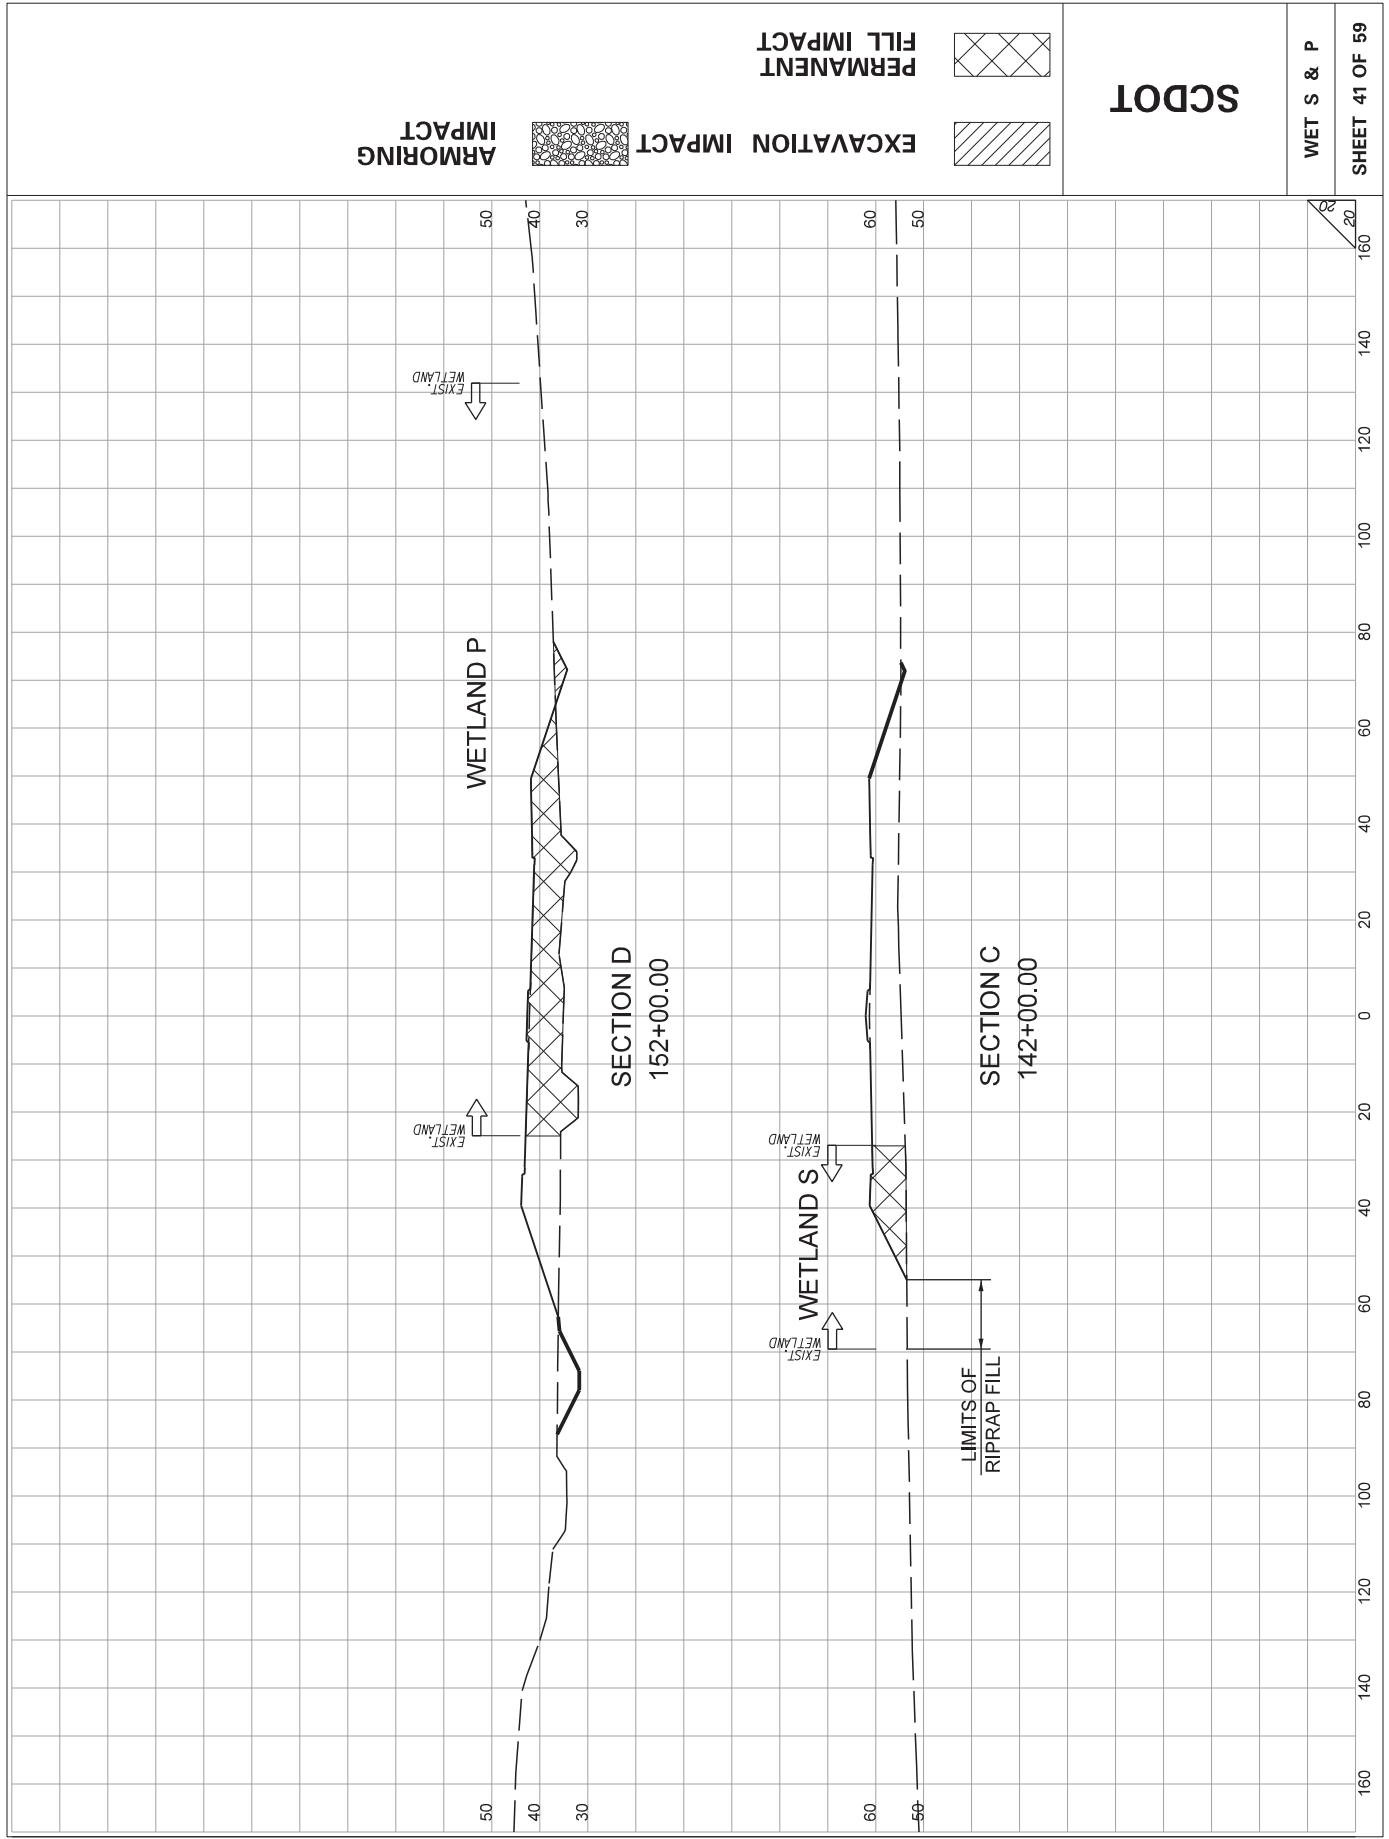 PERMANENT
FILL IMPACT
EXCAVATION IMPACT
ARMORING
IMPACT
SCDOT
WET S & P
SHEET 41 OF 59
20
20
50
40
30
WETLAND P
EXIST.
WETLAND
EXIST.
WETLAND
50
40
30
SECTION D
152+00.00
60
50
WETLAND S
EXIST.
WETLAND
EXIST.
WETLAND
60
50
LIMITS OF
RIPRAP FILL
SECTION C
142+00.00
160 140 120 100 80 60 40 20 0 20 40 60 80 100 120 140 160